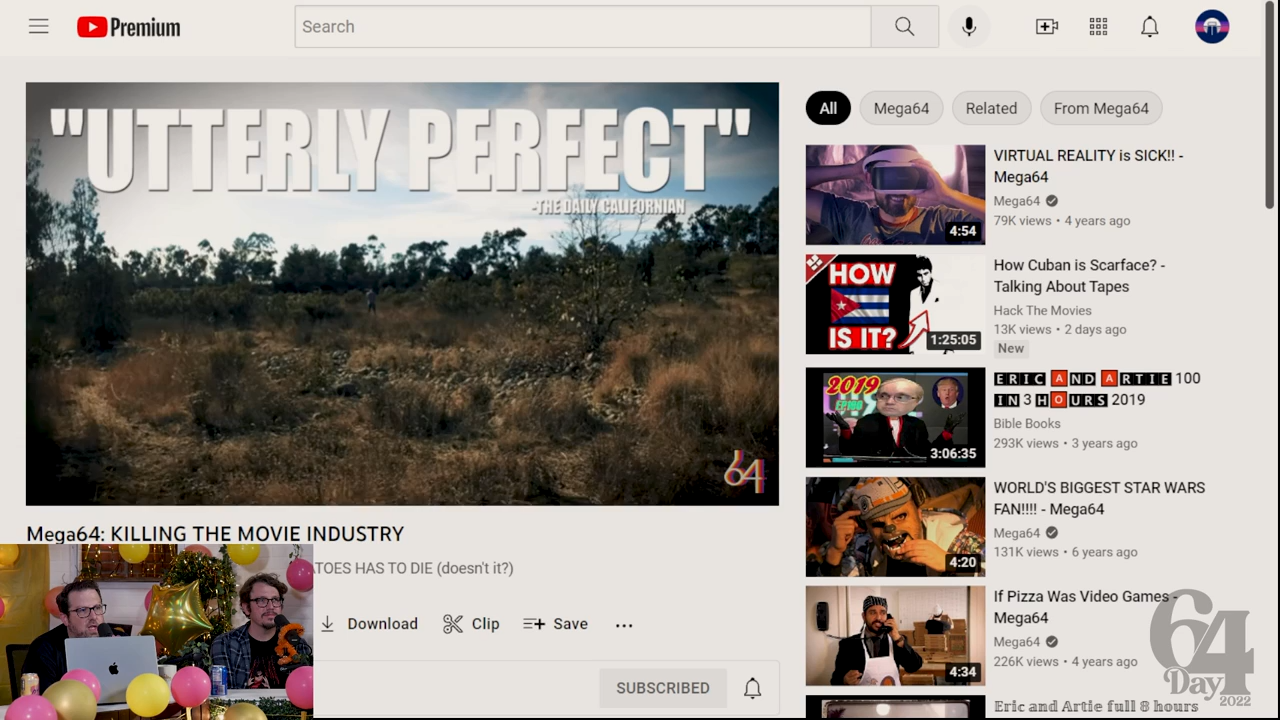 Premium
Search
"UTTERLY PERFECT"
-THE DAILY CALIFORNIAN
64
Mega64: KILLING THE MOVIE INDUSTRY
TOES HAS TO DIE (doesn't it?)
Download
Clip
Save
SUBSCRIBED
All
Mega64
Related
From Mega64
4:54
VIRTUAL REALITY is SICK!! -
Mega64
Mega64
79K views • 4 years ago
HOW
IS IT?
1:25:05
How Cuban is Scarface? -
Talking About Tapes
Hack The Movies
13K views • 2 days ago
New
2019
EP100
3:06:35
ERIC AND ARTIE 100
IN 3 HOURS 2019
Bible Books
293K views • 3 years ago
4:20
WORLD'S BIGGEST STAR WARS
FAN!!!! - Mega64
Mega64
131K views • 6 years ago
4:34
If Pizza Was Video Games -
Mega64
Mega64
226K views • 4 years ago
Eric and Artie full 8 hours
64
Day
2022